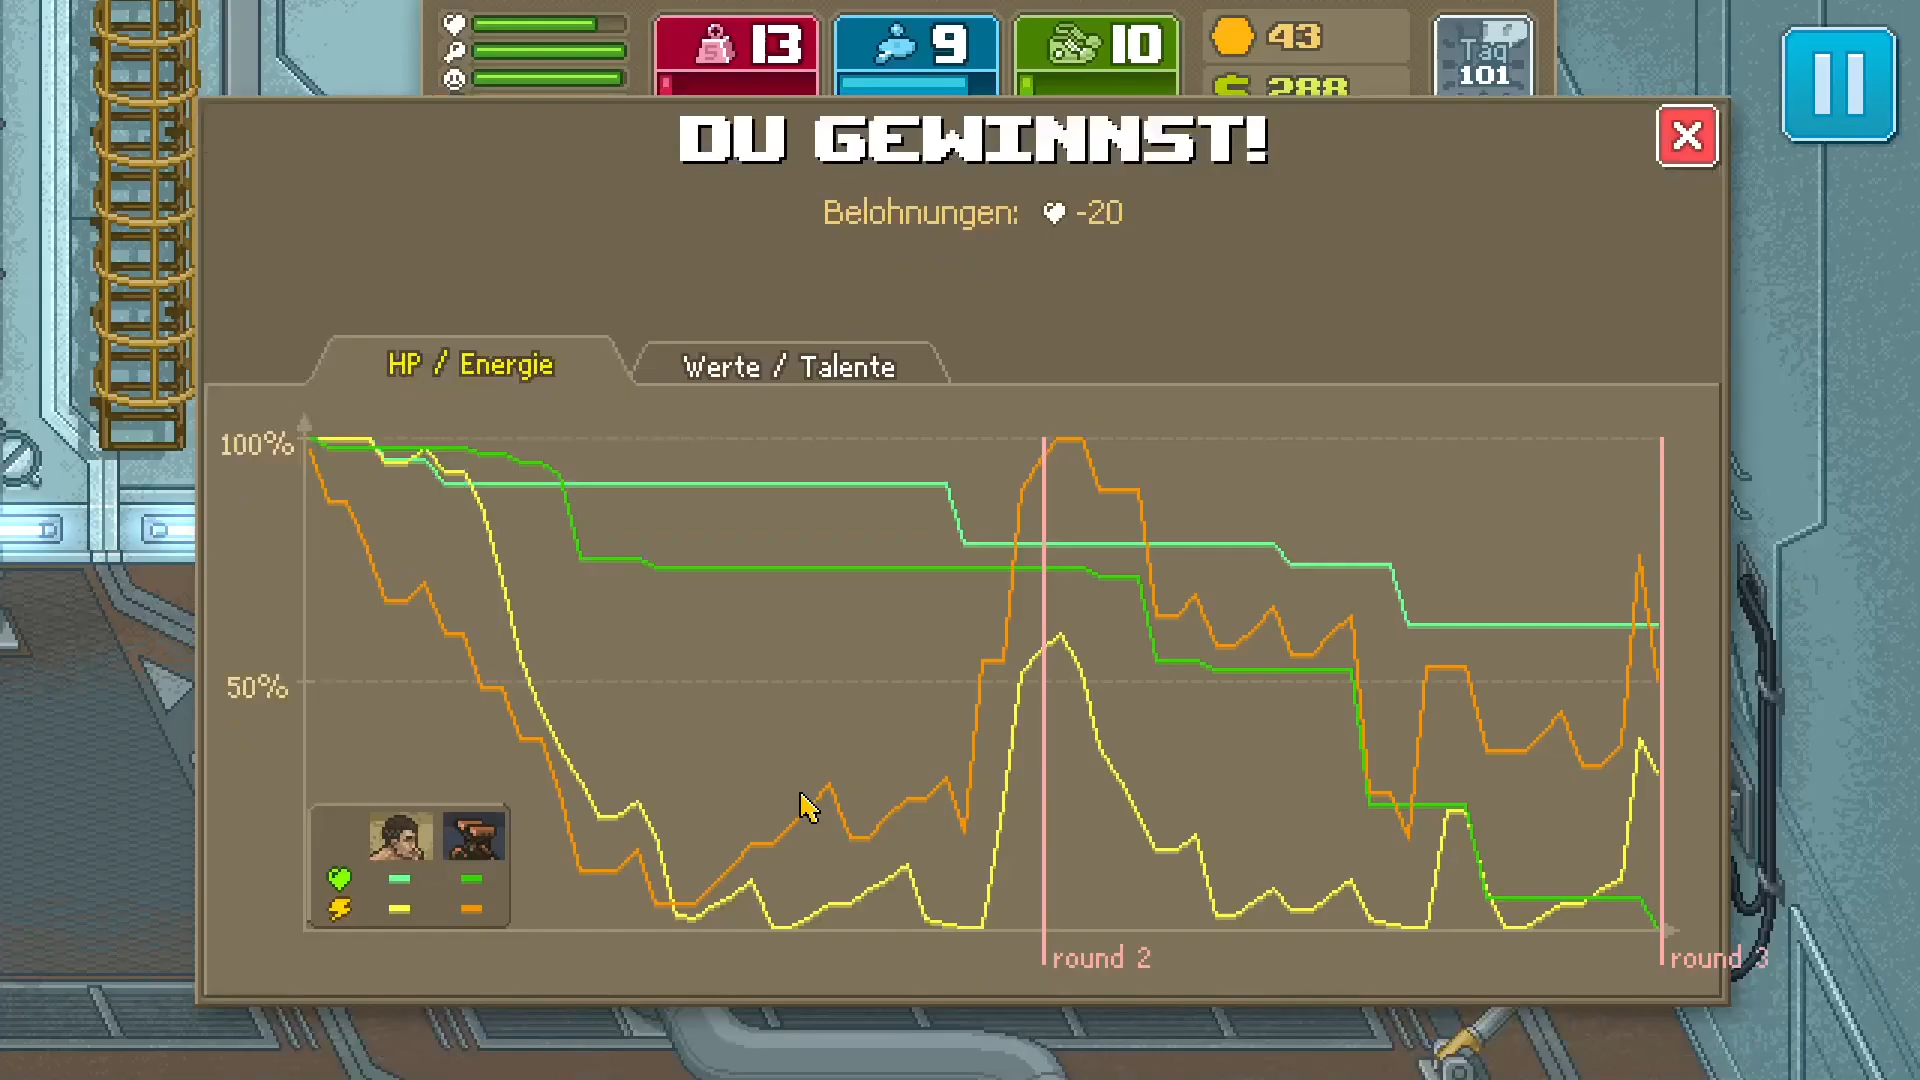 13
9
10
43
288
Tag
101
DU GEWINNST!
Belohnungen: -20
HP / Energie
Werte / Talente
100%
50%
round 2
round 3